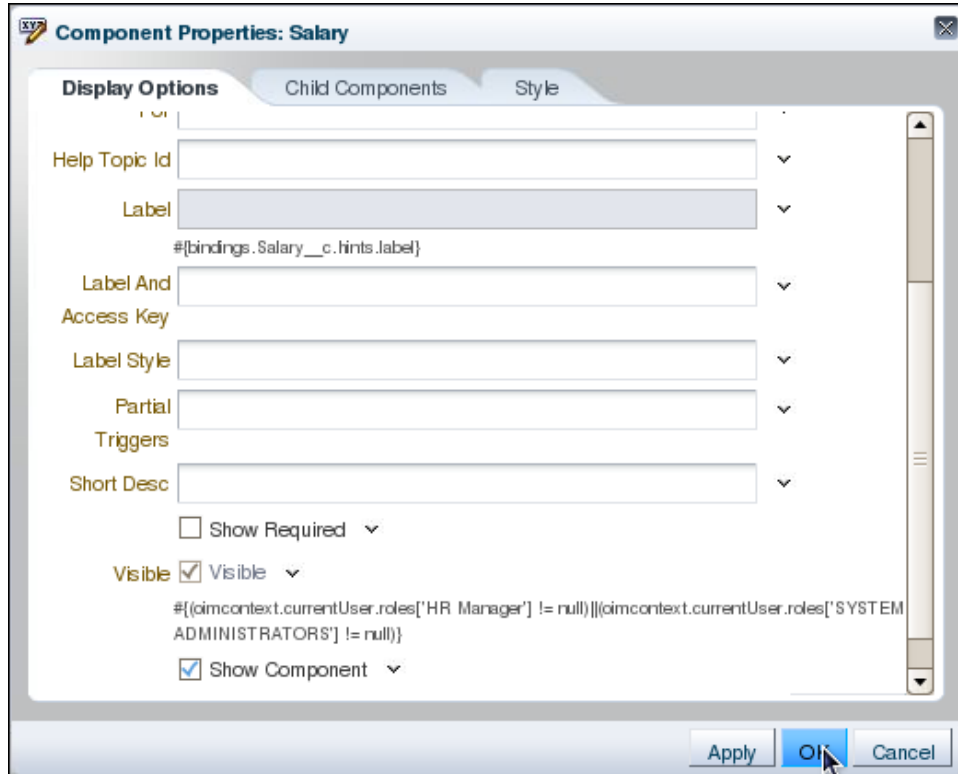 Component Properties: Salary
Display Options
Child Components
Style
For
Help Topic Id
Label
#{bindings.Salary__c.hints.label}
Label And
Access Key
Label Style
Partial
Triggers
Short Desc
Show Required
Visible Visible
#{(oimcontext.currentUser.roles['HR Manager'] != null)||(oimcontext.currentUser.roles['SYSTEM
ADMINISTRATORS'] != null)}
Show Component
Apply
OK
Cancel